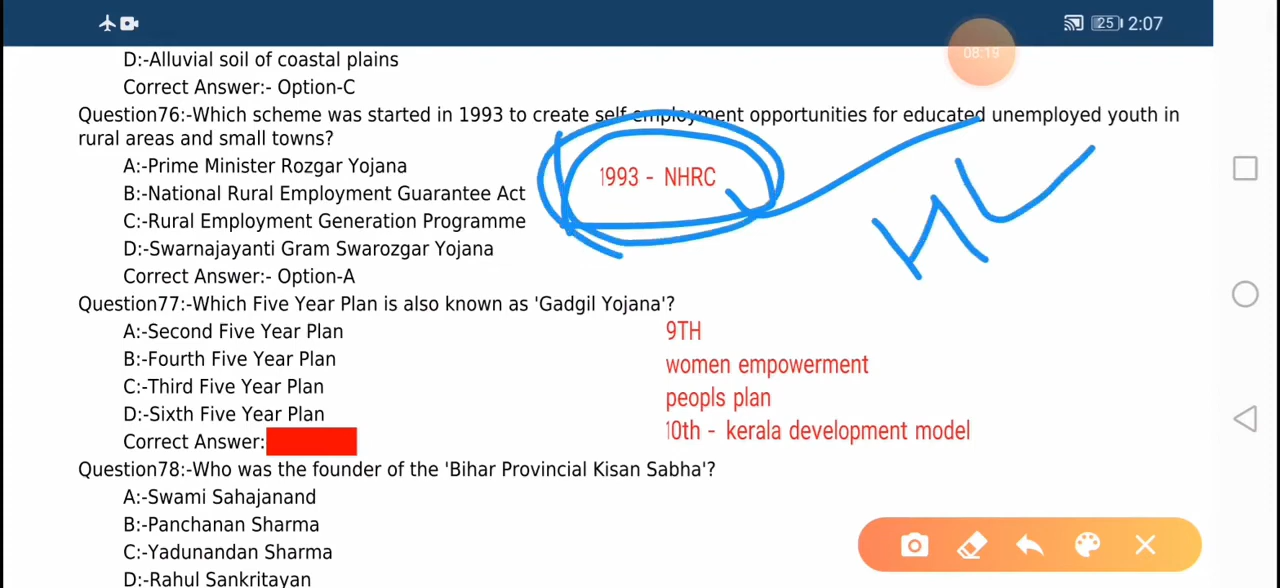 25 2:07
08:19
D:-Alluvial soil of coastal plains
Correct Answer:- Option-C
Question76:-Which scheme was started in 1993 to create self employment opportunities for educated unemployed youth in
rural areas and small towns?
A:-Prime Minister Rozgar Yojana
1993 - NHRC
B:-National Rural Employment Guarantee Act
C:-Rural Employment Generation Programme
D:-Swarnajayanti Gram Swarozgar Yojana
Correct Answer:- Option-A
Question77:-Which Five Year Plan is also known as 'Gadgil Yojana'?
A:-Second Five Year Plan
9TH
B:-Fourth Five Year Plan
women empowerment
C:-Third Five Year Plan
peopls plan
D:-Sixth Five Year Plan
10th - kerala development model
Correct Answer:
Question78:-Who was the founder of the 'Bihar Provincial Kisan Sabha'?
A:-Swami Sahajanand
B:-Panchanan Sharma
C:-Yadunandan Sharma
D:-Rahul Sankritayan